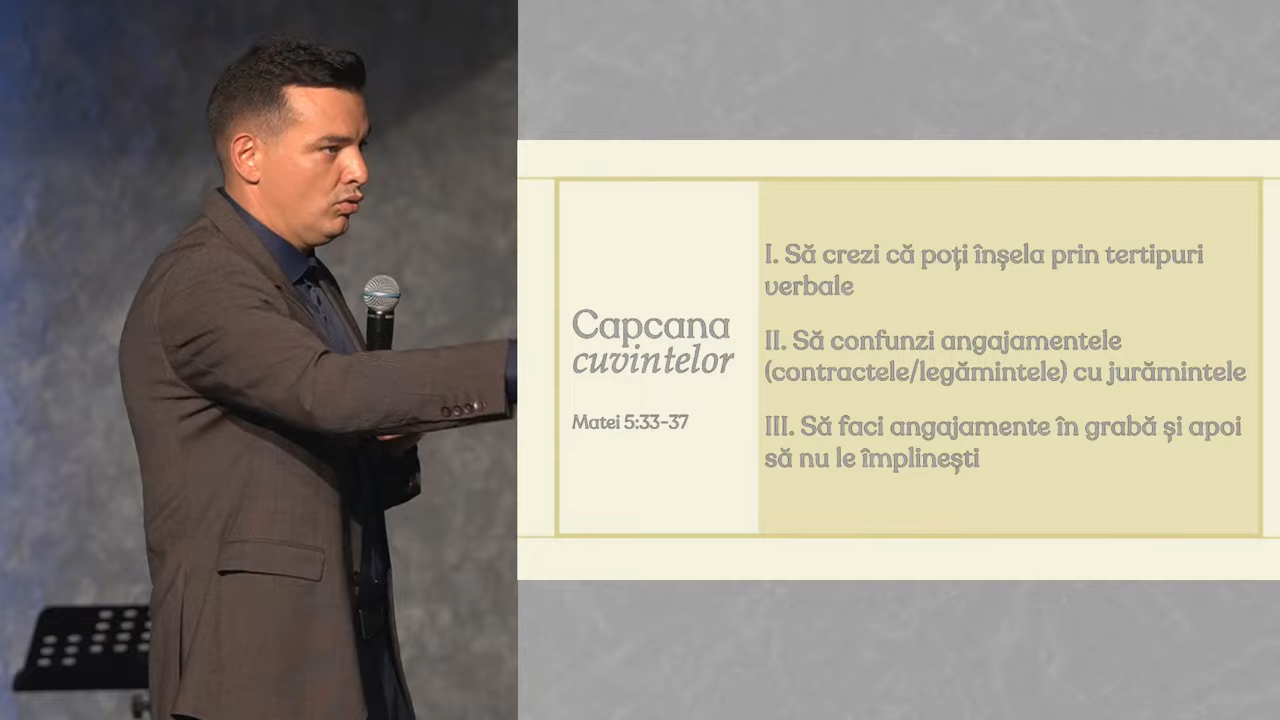 Capcana
cuvintelor
Matei 5:33-37
I. Să crezi că poți înșela prin tertipuri
verbale
II. Să confunzi angajamentele
(contractele/legămintele) cu jurămintele
III. Să faci angajamente în grabă și apoi
să nu le împlinești